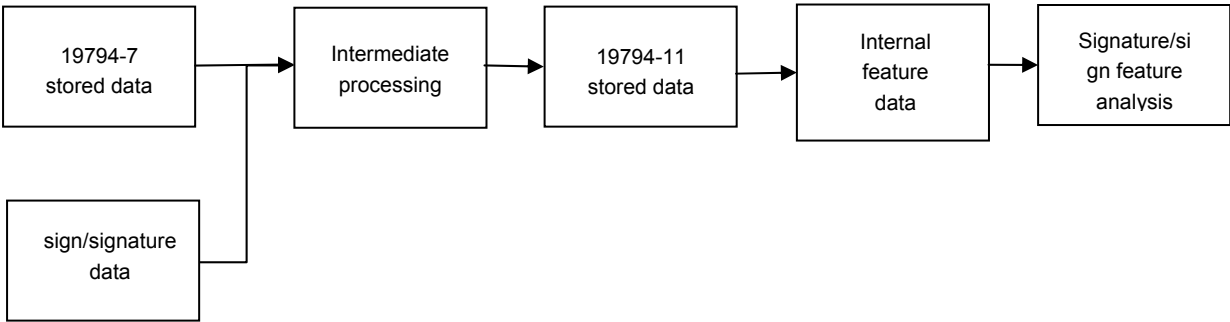 19794-7
stored data
Intermediate
processing
19794-11
stored data
Internal
feature
data
Signature/si
gn feature
analysis
sign/signature
data